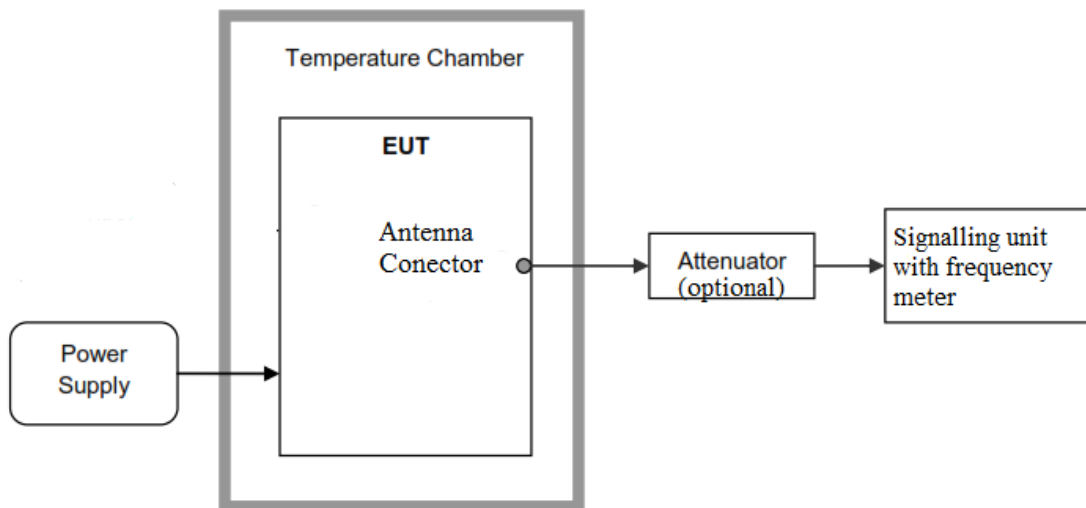 Temperature Chamber
EUT
Antenna
Conector
Attenuator
(optional)
Signalling unit
with frequency
meter
Power
Supply